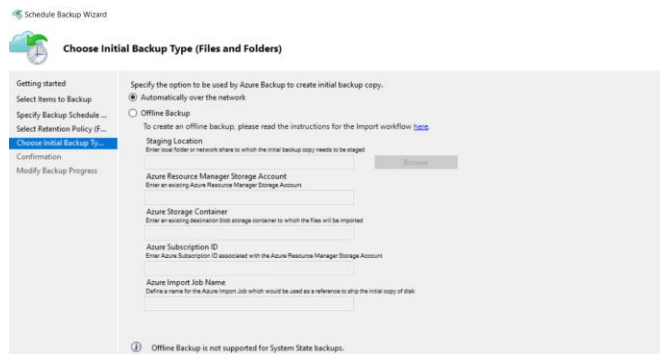 Schedule Backup Wizard
Choose Initial Backup Type (Files and Folders)
Getting started
Select Items to Backup
Specify Backup Schedule ...
Select Retention Policy (F...
Choose Initial Backup Ty...
Confirmation
Modify Backup Progress
Specify the option to be used by Azure Backup to create initial backup copy.
Automatically over the network
Offline Backup
To create an offline backup, please read the instructions for the Import workflow here.
Staging Location
Enter local folder or network share to which the initial backup copy needs to be staged
Browse
Azure Resource Manager Storage Account
Enter an existing Azure Resource Manager Storage Account
Azure Storage Container
Enter an existing destination blob storage container to which the files will be imported
Azure Subscription ID
Enter Azure Subscription ID associated with the Azure Resource Manager Storage Account
Azure Import Job Name
Define a name for the Azure Import Job which would be used as a reference to ship the initial copy of disk
Offline Backup is not supported for System State backups.